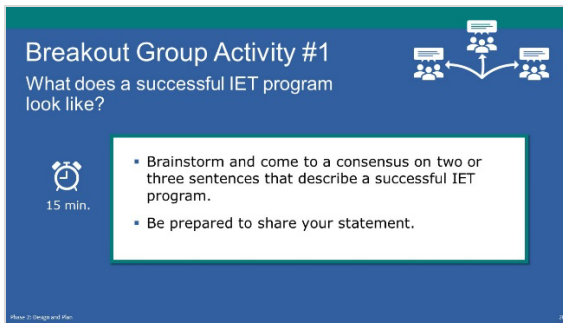 Breakout Group Activity #1
What does a successful IET program
look like?
15 min.
▪ Brainstorm and come to a consensus on two or
three sentences that describe a successful IET
program.
▪ Be prepared to share your statement.
Phase 2: Design and Plan